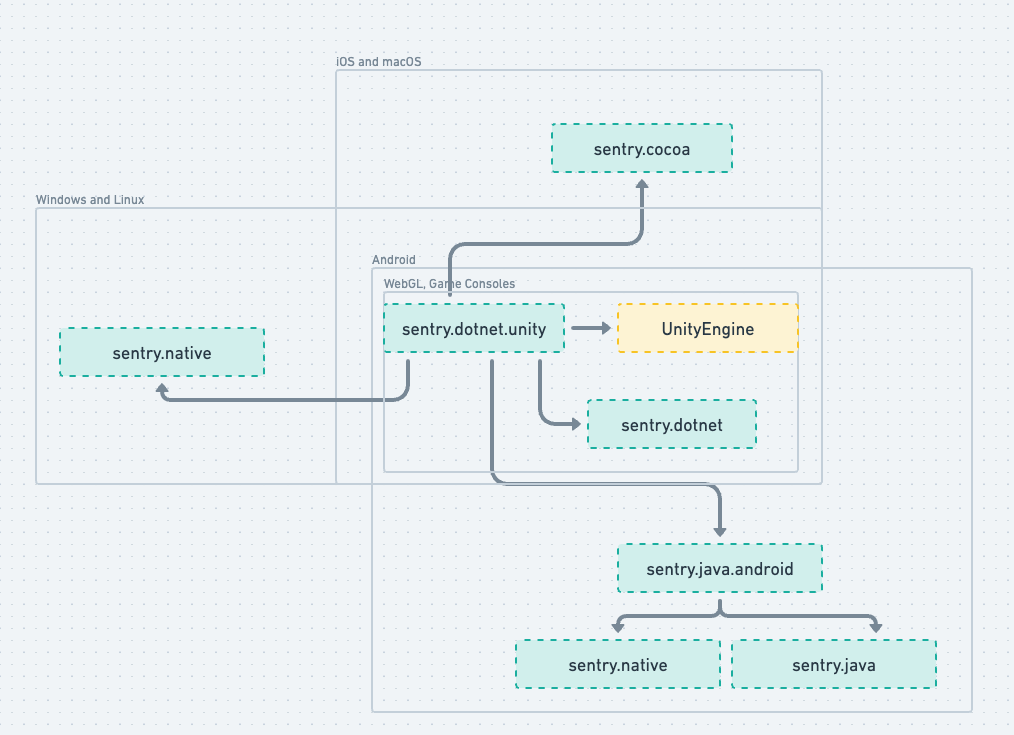 iOS and macOS
sentry.cocoa
Windows and Linux
Android
WebGL, Game Consoles
sentry.dotnet.unity
UnityEngine
sentry.native
sentry.dotnet
sentry.java.android
sentry.native
sentry.java